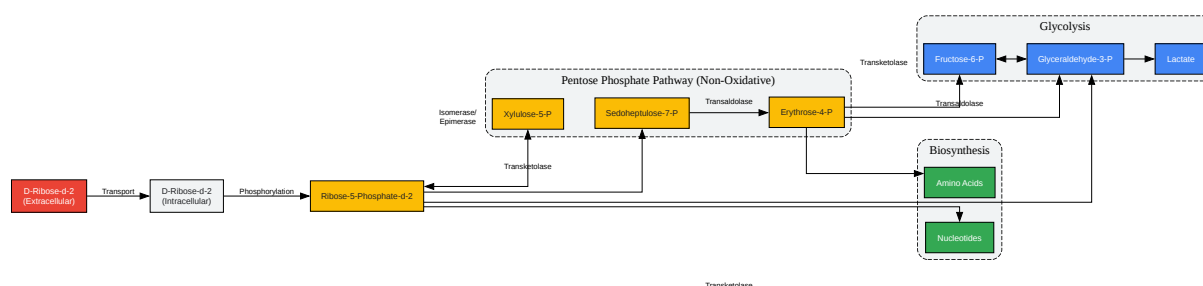 Glycolysis
Fructose-6-P
Glyceraldehyde-3-P
Lactate
Transketolase
Pentose Phosphate Pathway (Non-Oxidative)
Xylulose-5-P
Sedoheptulose-7-P
Transaldolase
Erythrose-4-P
Transaldolase
Isomerase/
Epimerase
Biosynthesis
Transketolase
Amino Acids
D-Ribose-d-2
(Extracellular)
Transport
D-Ribose-d-2
(Intracellular)
Phosphorylation
Ribose-5-Phosphate-d-2
Nucleotides
Transketolase